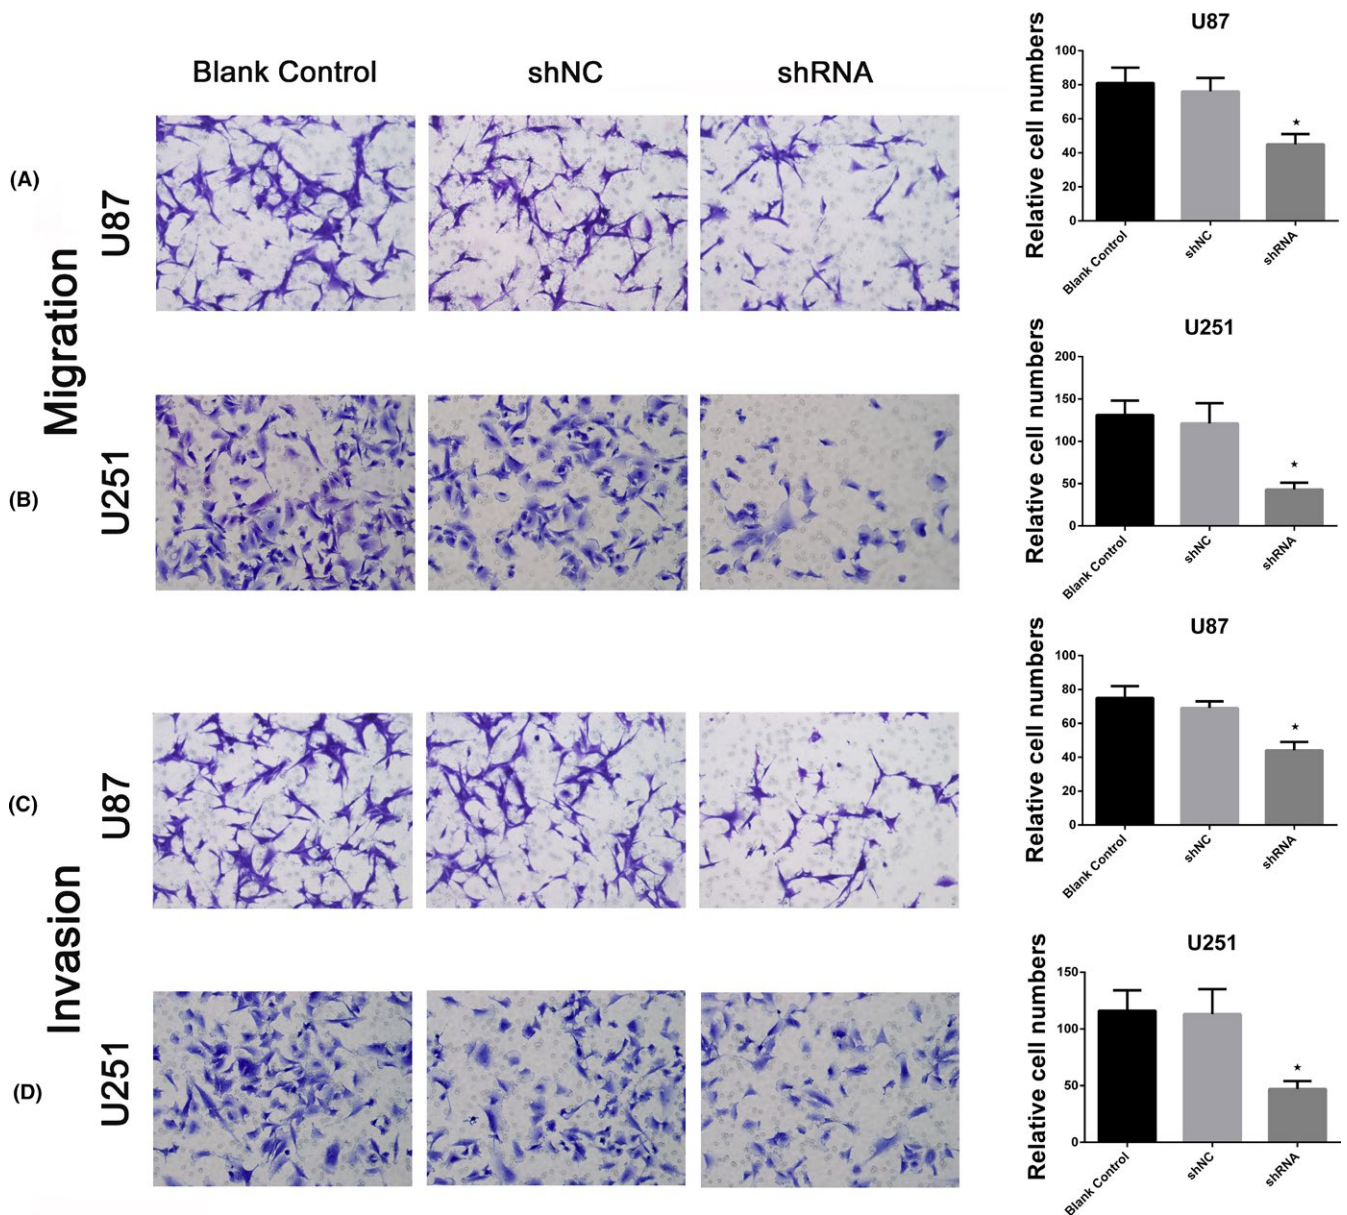 Blank Control shNC shRNA
(A)
Migration
U87
(B)
U251
(C)
Invasion
U87
(D)
U251
U87
Relative cell numbers
100
80
60
40
20
0
*
Blank Control
shNC
shRNA
U251
Relative cell numbers
200
150
100
50
0
*
Blank Control
shNC
shRNA
U87
Relative cell numbers
100
80
60
40
20
0
*
Blank Control
shNC
shRNA
U251
Relative cell numbers
150
100
50
0
*
Blank Control
shNC
shRNA